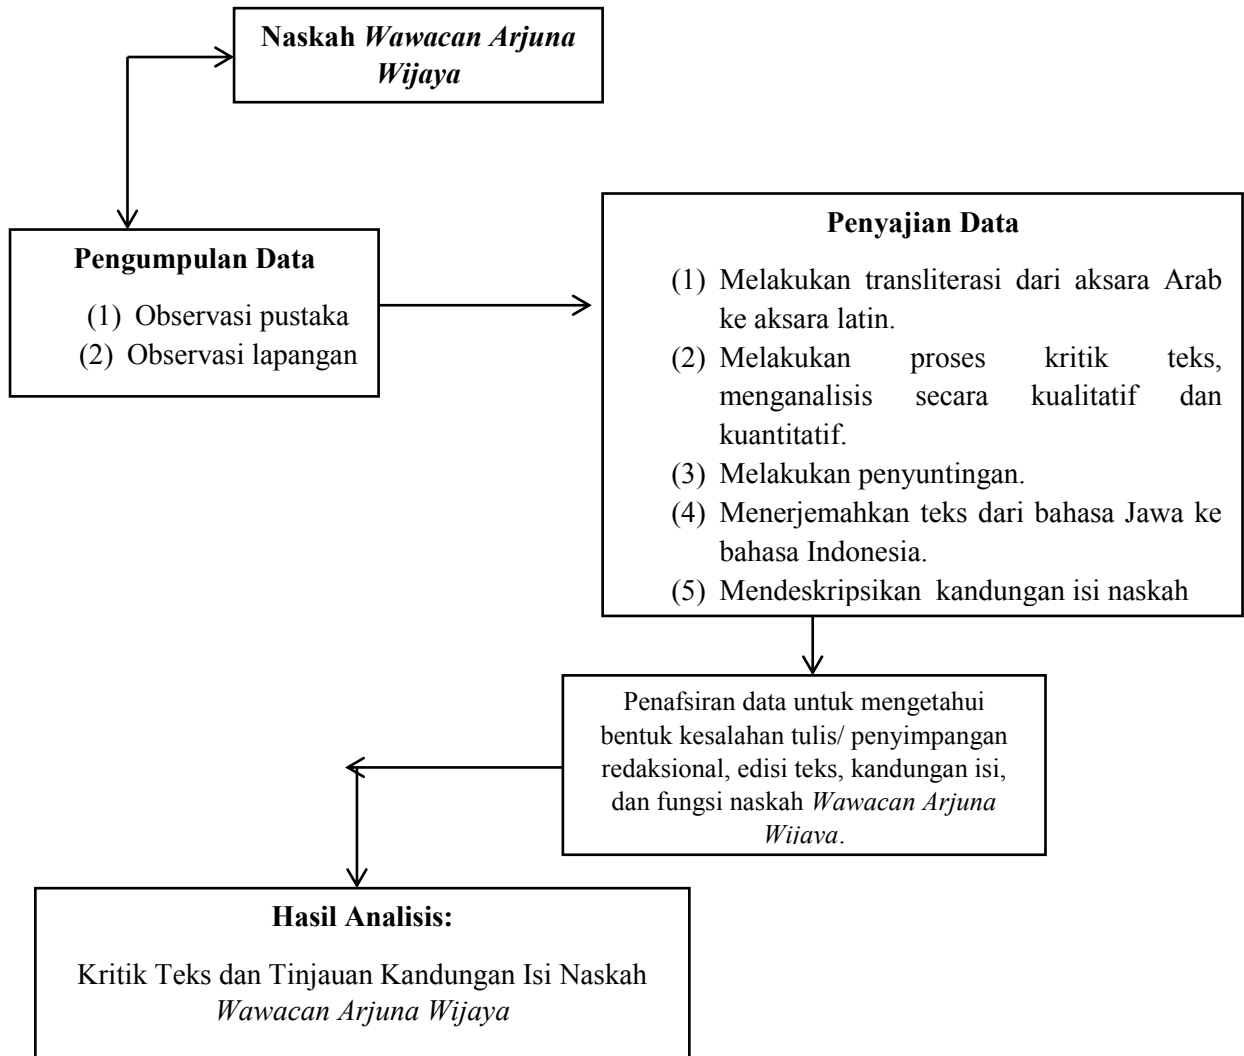 Naskah Wawacan Arjuna
Wijaya
Pengumpulan Data
(1) Observasi pustaka
(2) Observasi lapangan
Penyajian Data
(1) Melakukan transliterasi dari aksara Arab
ke aksara latin.
(2) Melakukan proses kritik teks,
menganalisis secara kualitatif dan
kuantitatif.
(3) Melakukan penyuntingan.
(4) Menerjemahkan teks dari bahasa Jawa ke
bahasa Indonesia.
(5) Mendeskripsikan kandungan isi naskah
Penafsiran data untuk mengetahui
bentuk kesalahan tulis/ penyimpangan
redaksional, edisi teks, kandungan isi,
dan fungsi naskah Wawacan Arjuna
Wijaya.
Hasil Analisis:
Kritik Teks dan Tinjauan Kandungan Isi Naskah
Wawacan Arjuna Wijaya